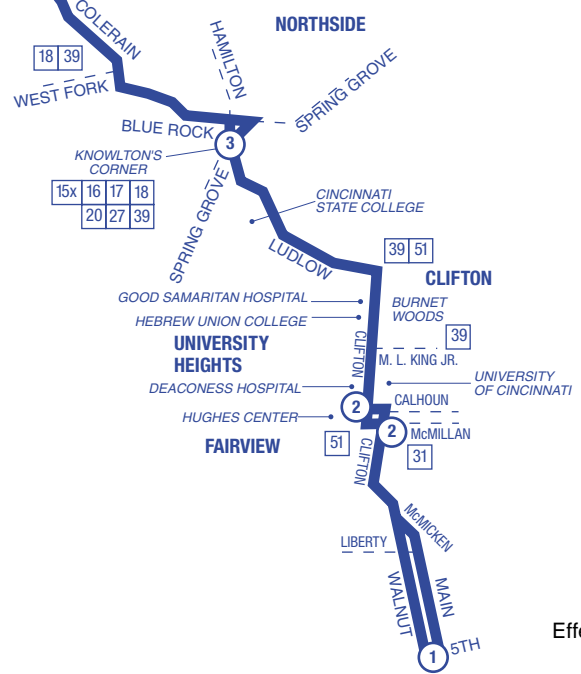 COLERAIN
NORTHSIDE
HAMILTON
18 39
WEST FORK
SPRING GROVE
BLUE ROCK
3
KNOWLTON'S
CORNER
15x 16 17 18
20 27 39
SPRING GROVE
CINCINNATI
STATE COLLEGE
LUDLOW
39 51
CLIFTON
GOOD SAMARITAN HOSPITAL
BURNET
WOODS
HEBREW UNION COLLEGE
39
UNIVERSITY
HEIGHTS
CLIFTON
M. L. KING JR.
DEACONESS HOSPITAL
UNIVERSITY
OF CINCINNATI
2
CALHOUN
HUGHES CENTER
2
McMILLAN
FAIRVIEW
51
CLIFTON
31
McMICKEN
LIBERTY
WALNUT
MAIN
1
5TH
Effe